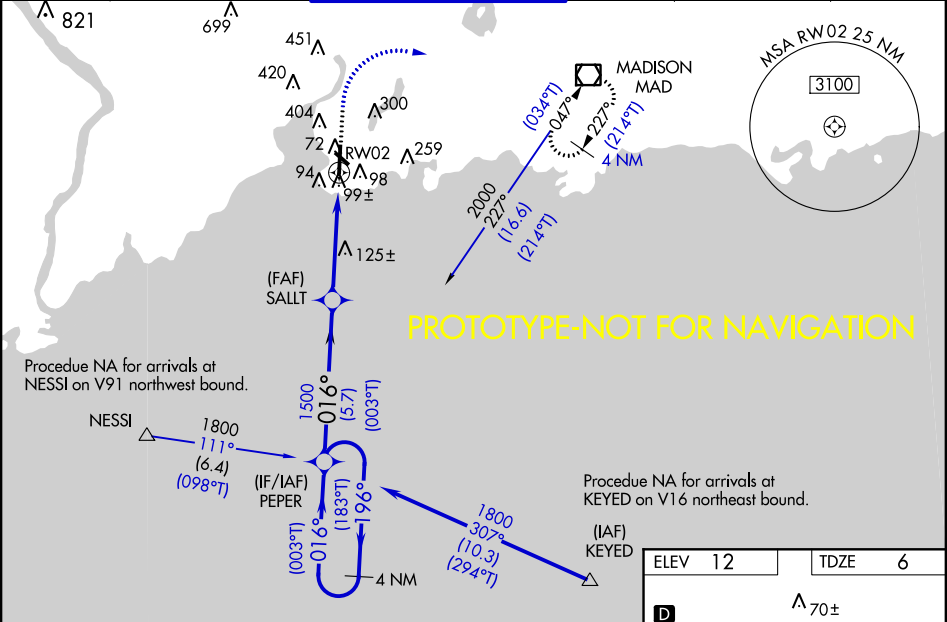 821
699
451
420
404
300
72
RW02
259
94
98
99±
125±
MADISON
MAD
(034°T)
047°
227°
(214°T)
4 NM
2000
227°
(16.6)
(214°T)
MSA RW02 25 NM
3100
(FAF)
SALLT
PROTOTYPE-NOT FOR NAVIGATION
Procedue NA for arrivals at
NESSI on V91 northwest bound.
1500
016°
(5.7)
(003°T)
NESSI
1800
111°
(6.4)
(098°T)
(IF/IAF)
PEPER
(003°T)
016°
(183°T)
196°
4 NM
Procedue NA for arrivals at
KEYED on V16 northeast bound.
1800
307°
(10.3)
(294°T)
(IAF)
KEYED
ELEV 12
TDZE 6
D
70±